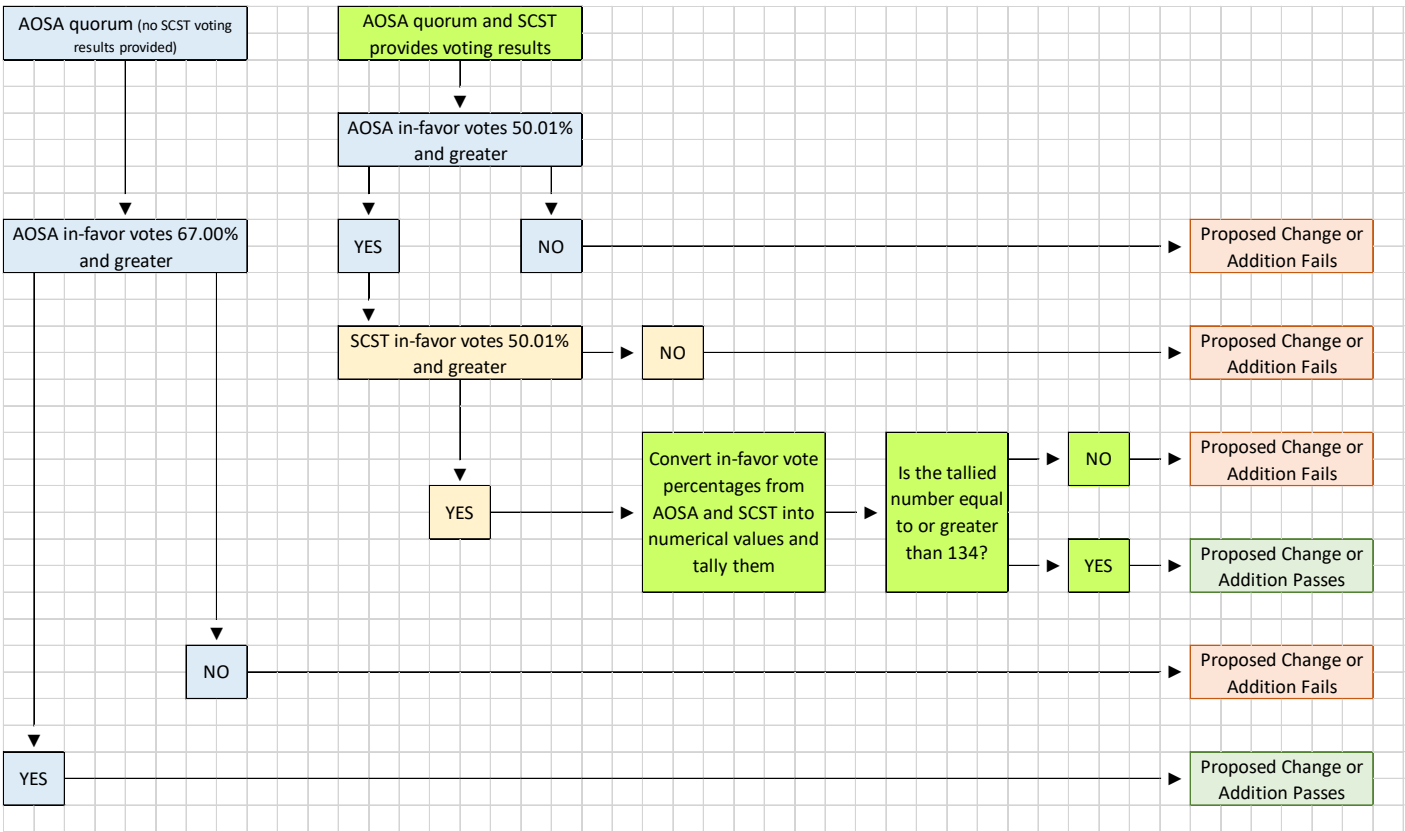 AOSA quorum (no SCST voting
results provided)
AOSA quorum and SCST
provides voting results
AOSA in-favor votes 50.01%
and greater
AOSA in-favor votes 67.00%
and greater
YES
NO
Proposed Change or
Addition Fails
SCST in-favor votes 50.01%
and greater
NO
Proposed Change or
Addition Fails
YES
Convert in-favor vote
percentages from
AOSA and SCST into
numerical values and
tally them
Is the tallied
number equal
to or greater
than 134?
NO
Proposed Change or
Addition Fails
YES
Proposed Change or
Addition Passes
NO
Proposed Change or
Addition Fails
YES
Proposed Change or
Addition Passes